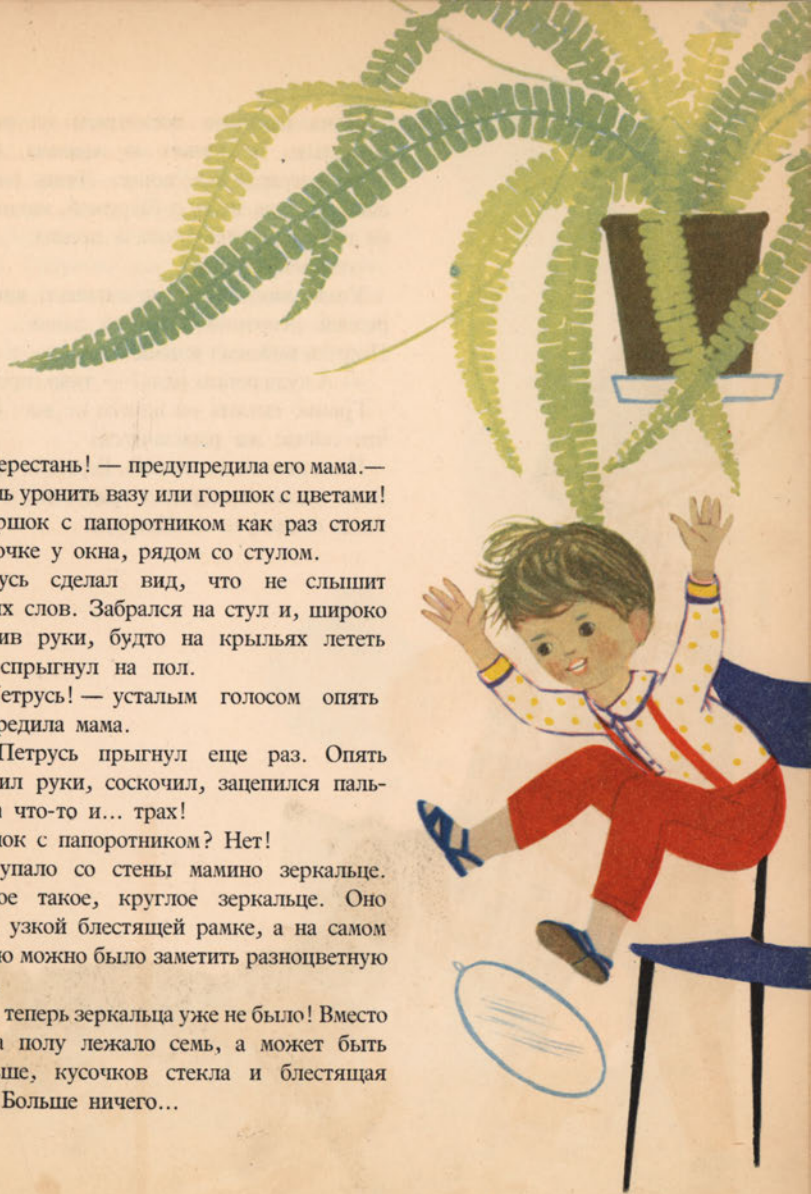 ерестань! — предупредила его мама.—
ь уронить вазу или горшок с цветами!
ршок с папоротником как раз стоял
очке у окна, рядом со стулом.
усь сделал вид, что не слышит
их слов. Забрался на стул и, широко
ив руки, будто на крыльях лететь
спрыгнул на пол.
етрусь! — усталым голосом опять
редила мама.
Петрусь прыгнул еще раз. Опять
ил руки, соскочил, зацепился паль-
что-то и... трах!
ок с папоротником? Нет!
упало со стены мамино зеркальце.
ое такое, круглое зеркальце. Оно
узкой блестящей рамке, а на самом
ю можно было заметить разноцветную
теперь зеркальца уже не было! Вместо
а полу лежало семь, а может быть
ше, кусочков стекла и блестящая
Больше ничего...